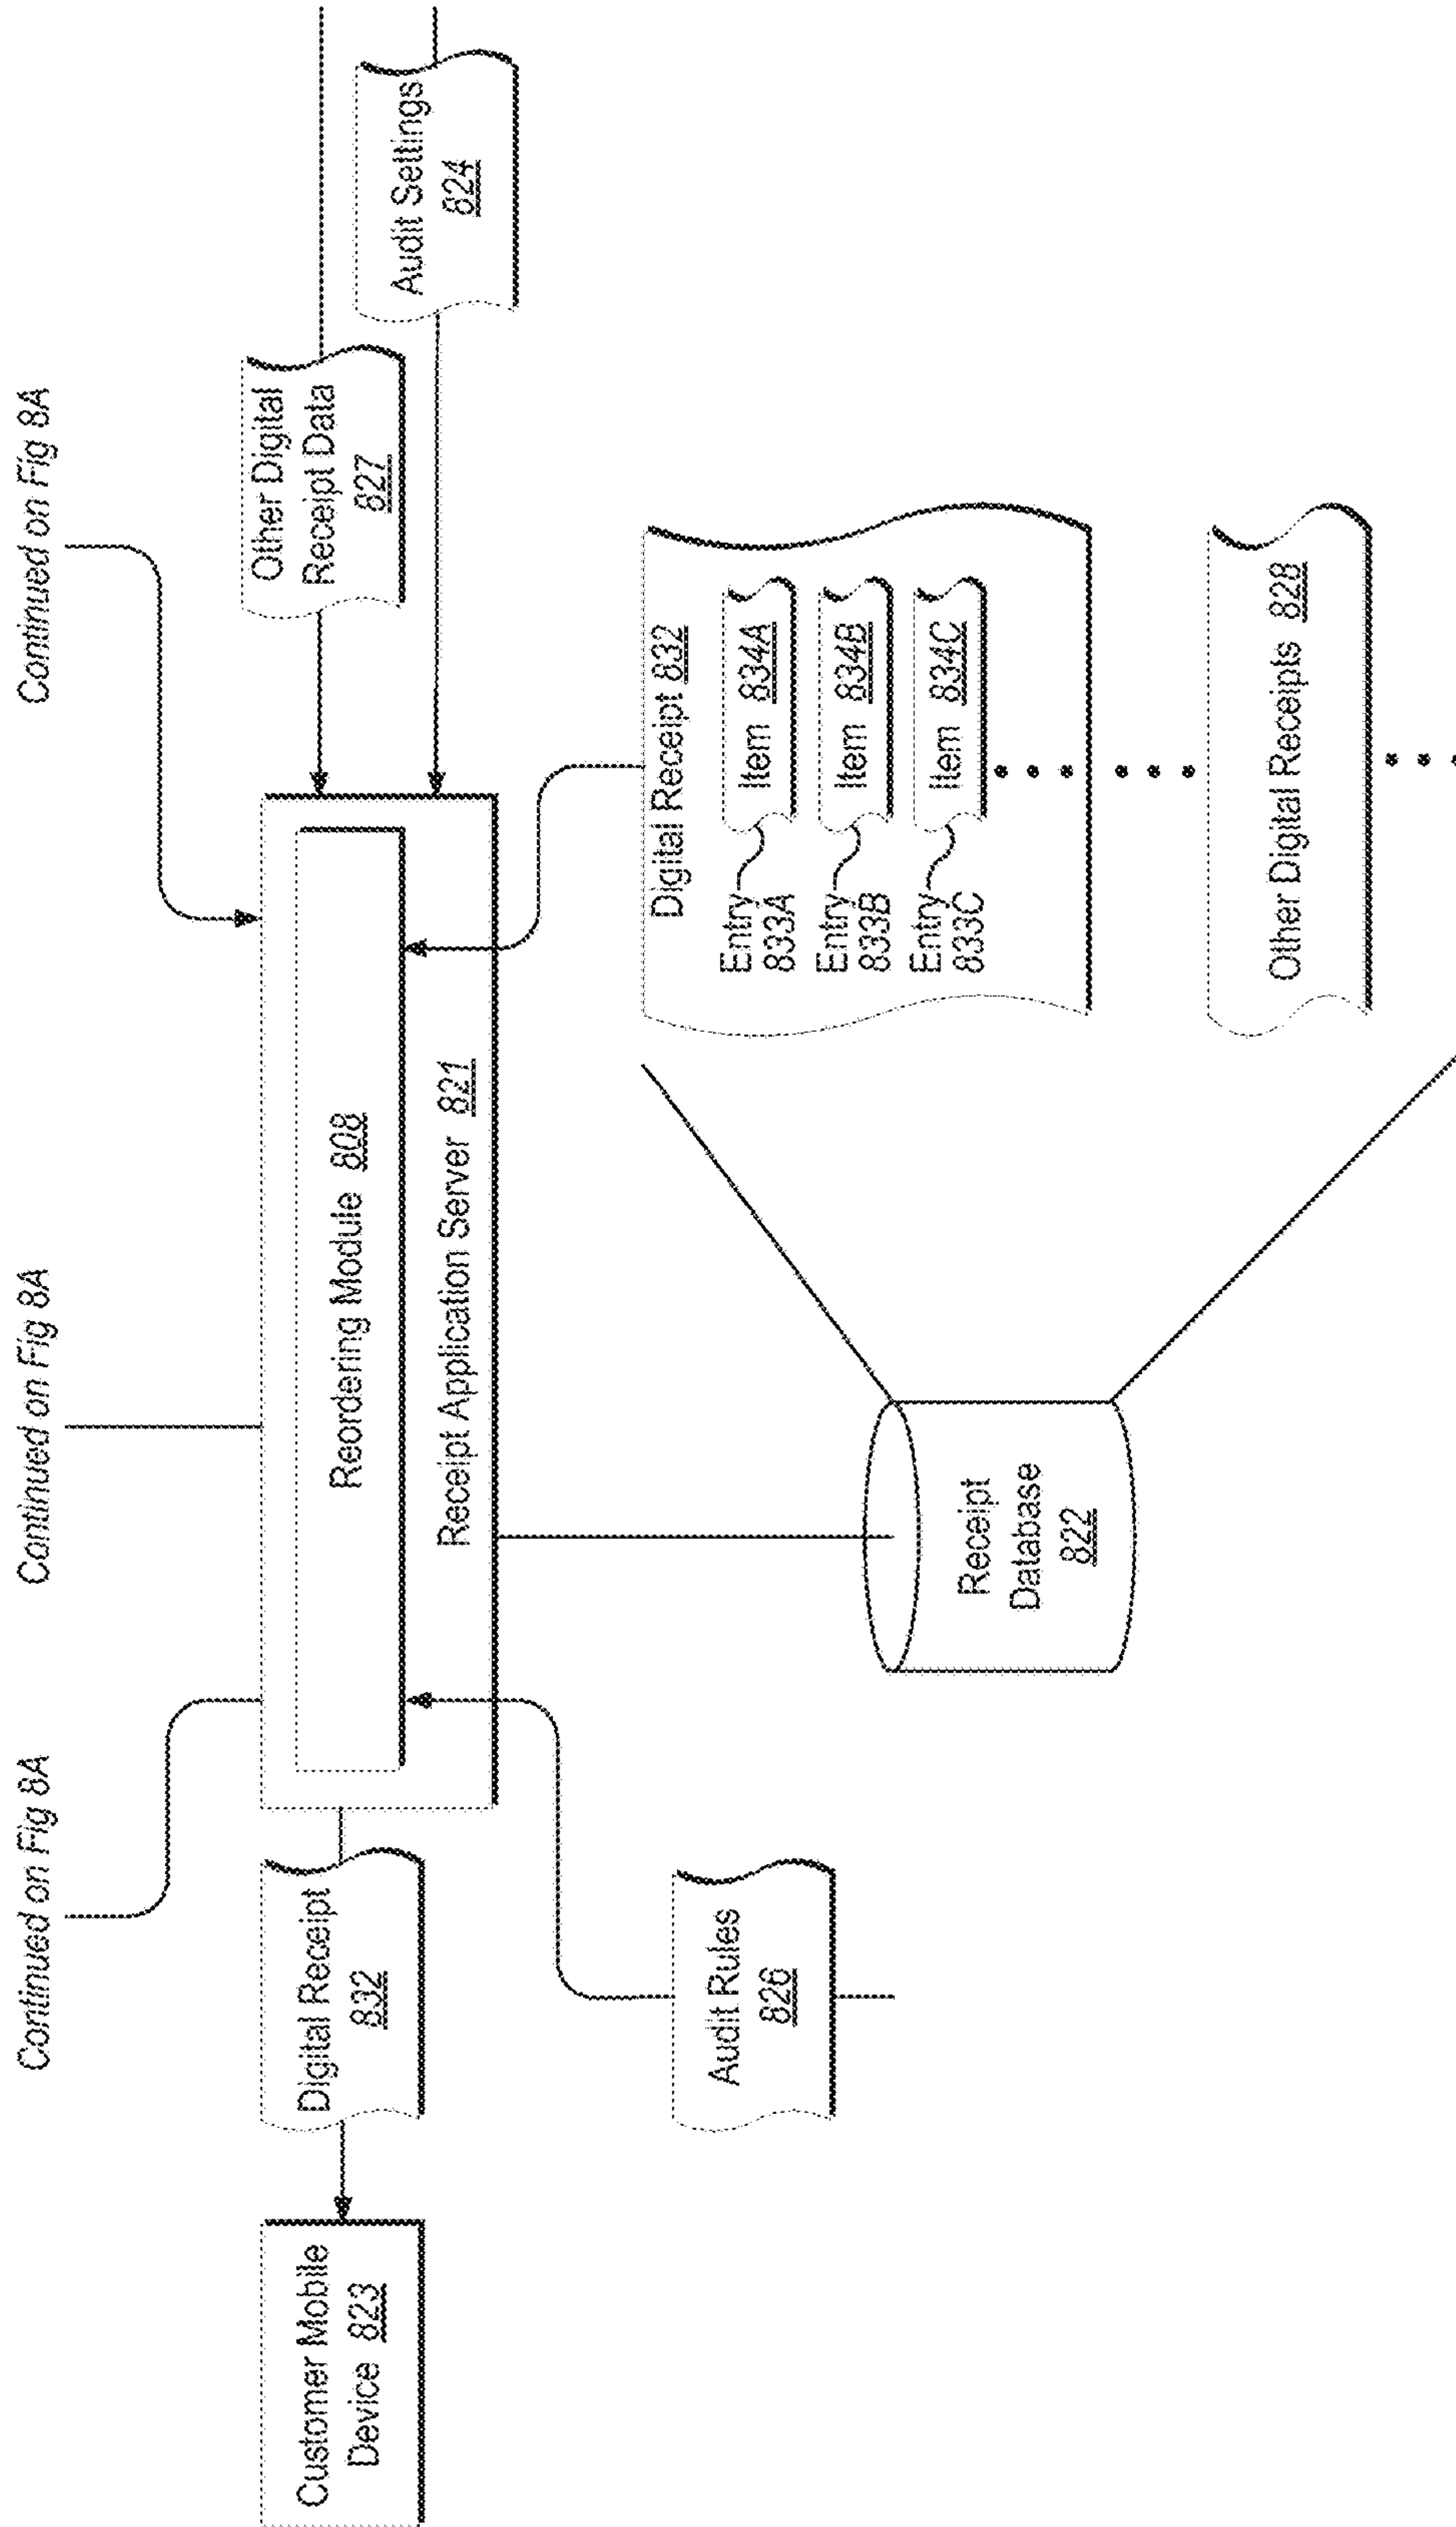 Continued on Fig 8A
Continued on Fig 8A
Continued on Fig 8A
Customer Mobile
Device 823
Digital Receipt
832
Reordering Module 808
Receipt Application Server 821
Other Digital
Receipt Data
827
Audit Settings
824
Audit Rules
826
Receipt
Database
822
Digital Receipt 832
Entry
833A
Item 834A
Entry
833B
Item 834B
Entry
833C
Item 834C
Other Digital Receipts 828